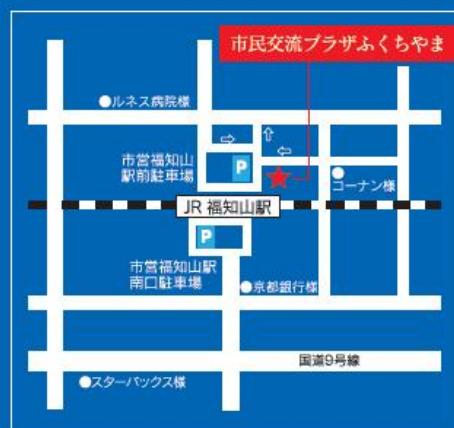 市民交流プラザふくちやま
●ルネス病院様
市営福知山
駅前駐車場
P
●
コーナン様
JR 福知山駅
P
市営福知山駅
南口駐車場
●京都銀行様
国道9号線
●スターバックス様